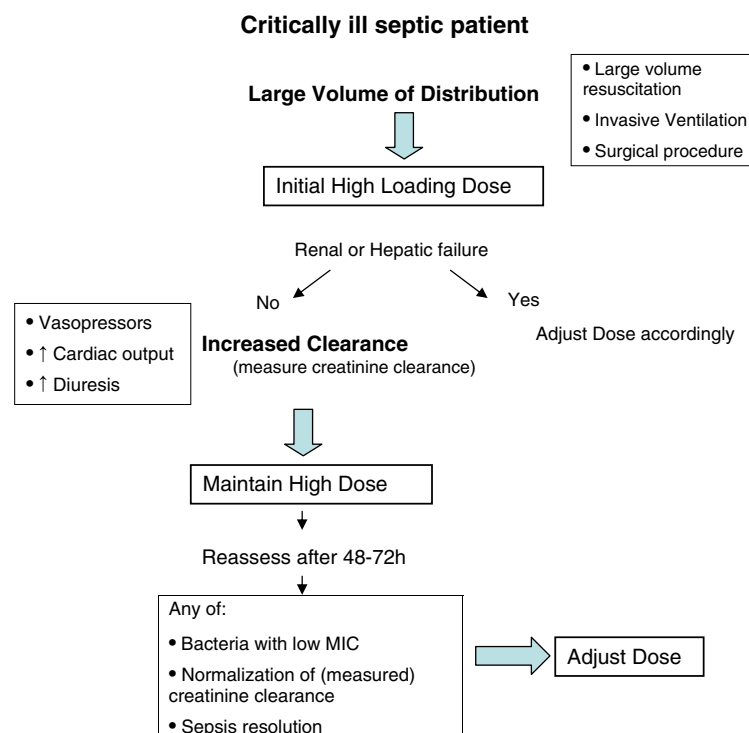 Critically ill septic patient
Large Volume of Distribution
• Large volume
resuscitation
• Invasive Ventilation
• Surgical procedure
Initial High Loading Dose
Renal or Hepatic failure
No
Yes
Adjust Dose accordingly
• Vasopressors
• ↑ Cardiac output
• ↑ Diuresis
Increased Clearance
(measure creatinine clearance)
Maintain High Dose
Reassess after 48-72h
Any of:
• Bacteria with low MIC
• Normalization of (measured)
creatinine clearance
• Sepsis resolution
Adjust Dose